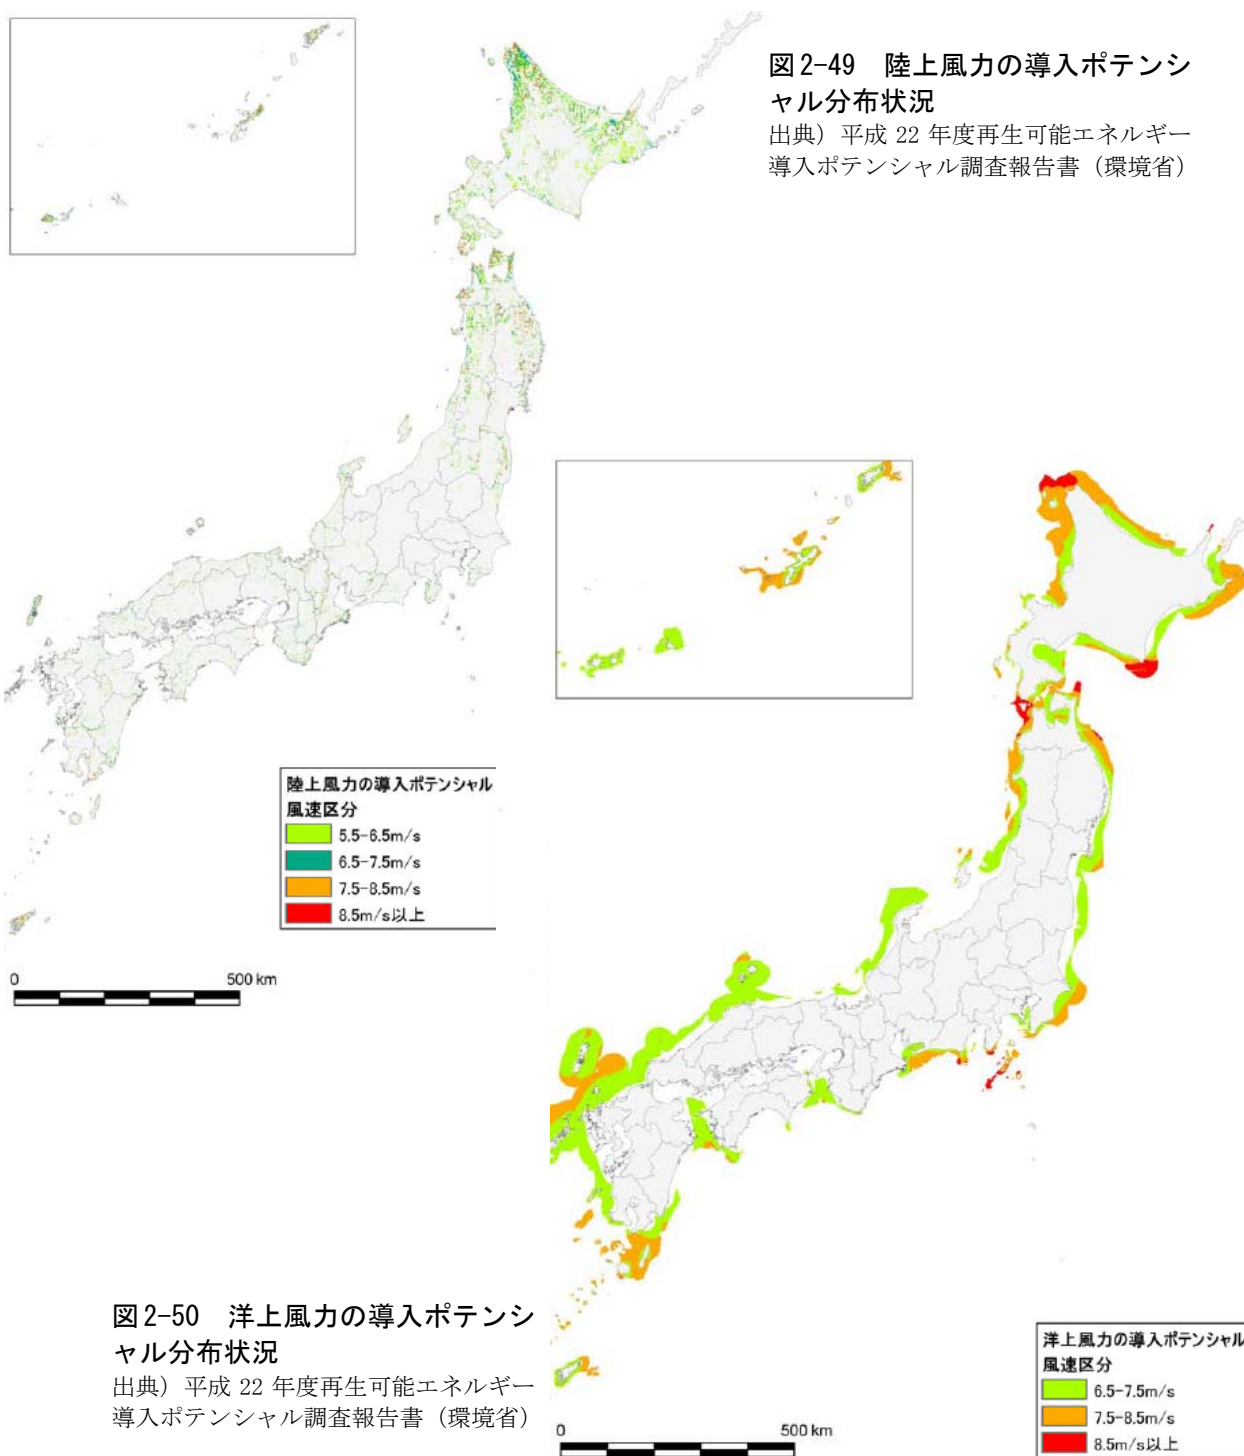 図2-49 陸上風力の導入ポテンシ
ャル分布状況
出典）平成 22 年度再生可能エネルギー
導入ポテンシャル調査報告書（環境省）
陸上風力の導入ポテンシャル
風速区分
5.5-6.5m/s
6.5-7.5m/s
7.5-8.5m/s
8.5m/s以上
0 500 km
図2-50 洋上風力の導入ポテンシ
ャル分布状況
出典）平成 22 年度再生可能エネルギー
導入ポテンシャル調査報告書（環境省）
洋上風力の導入ポテンシャル
風速区分
6.5-7.5m/s
7.5-8.5m/s
8.5m/s以上
0 500 km